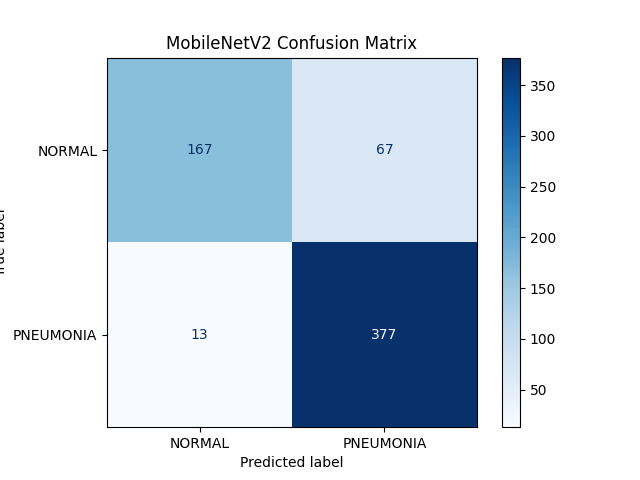 MobileNetV2 Confusion Matrix
NORMAL
167
67
PNEUMONIA
13
377
NORMAL
PNEUMONIA
Predicted label
350
300
250
200
150
100
50